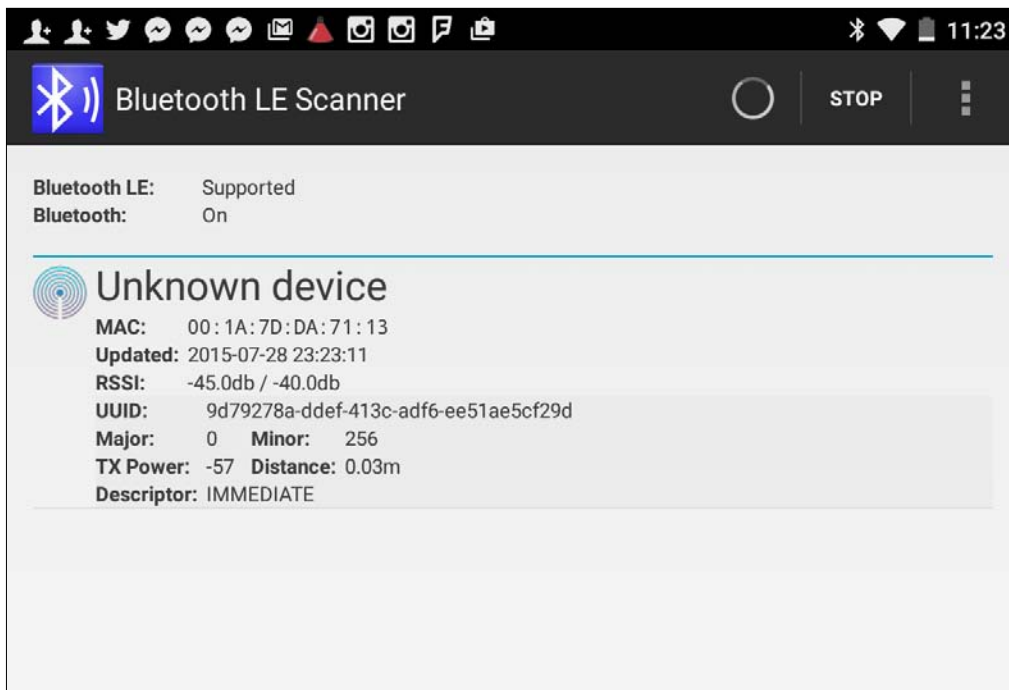 11:23
Bluetooth LE Scanner STOP
Bluetooth LE: Supported
Bluetooth: On
Unknown device
MAC: 00:1A:7D:DA:71:13
Updated: 2015-07-28 23:23:11
RSSI: -45.0db / -40.0db
UUID: 9d79278a-ddef-413c-adf6-ee51ae5cf29d
Major: 0 Minor: 256
TX Power: -57 Distance: 0.03m
Descriptor: IMMEDIATE